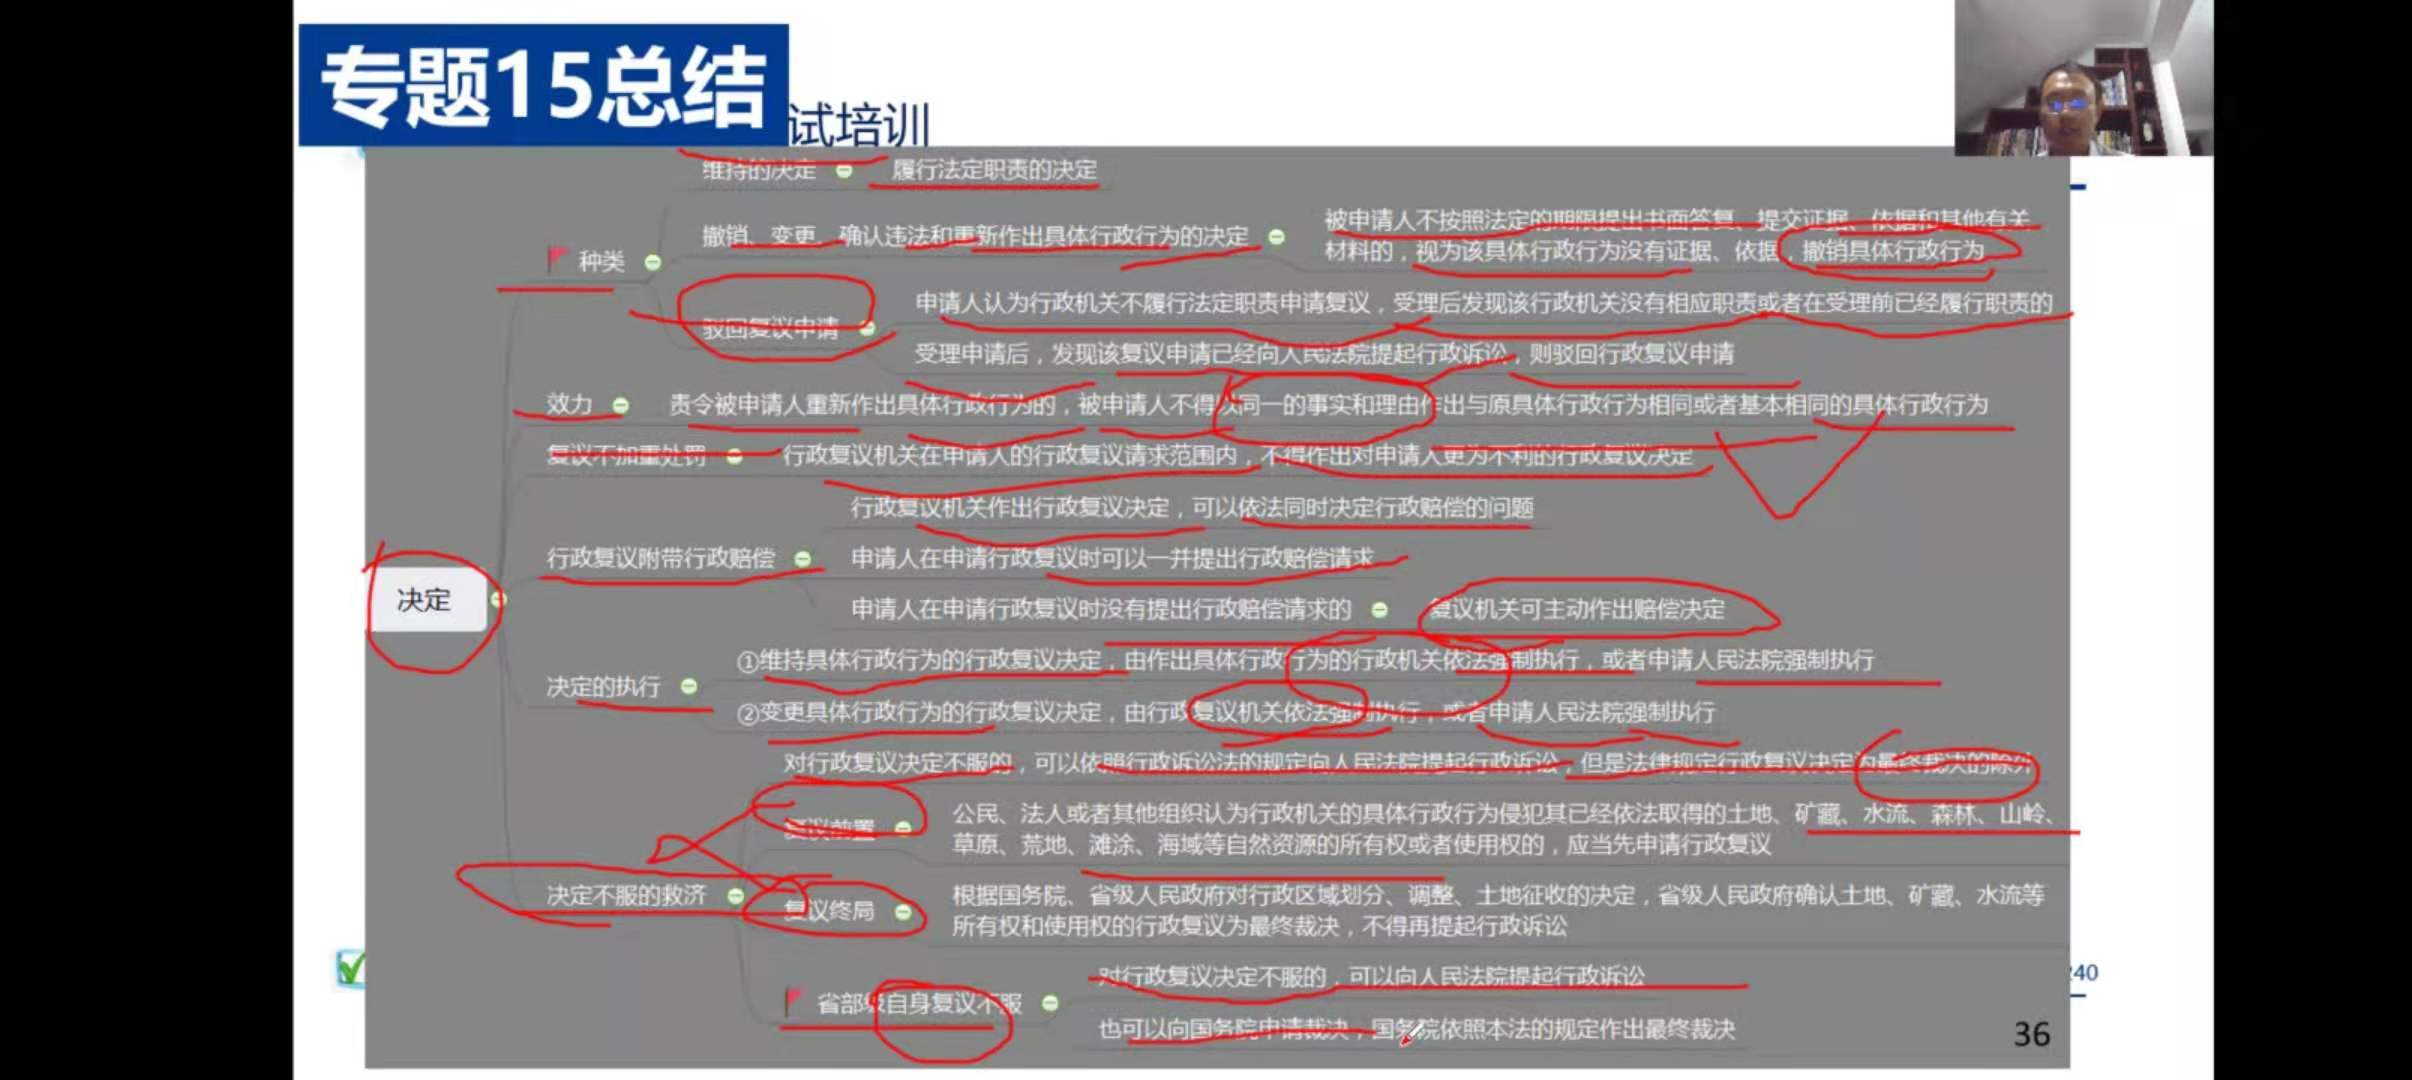 专题15总结
试培训
维持的决定
履行法定职责的决定
种类
撤销、变更、确认违法和重新作出具体行政行为的决定
被申请人不按照法定的期限提出书面答复、提交证据、依据和其他有关
材料的，视为该具体行政行为没有证据、依据，撤销具体行政行为
驳回复议申请
申请人认为行政机关不履行法定职责申请复议，受理后发现该行政机关没有相应职责或者在受理前已经履行职责的
受理申请后，发现该复议申请已经向人民法院提起行政诉讼，则驳回行政复议申请
效力
责令被申请人重新作出具体行政行为的，被申请人不得以同一的事实和理由作出与原具体行政行为相同或者基本相同的具体行政行为
复议不加重处罚
行政复议机关在申请人的行政复议请求范围内，不得作出对申请人更为不利的行政复议决定
行政复议附带行政赔偿
行政复议机关作出行政复议决定，可以依法同时决定行政赔偿的问题
申请人在申请行政复议时可以一并提出行政赔偿请求
申请人在申请行政复议时没有提出行政赔偿请求的
复议机关可主动作出赔偿决定
决定
决定的执行
①维持具体行政行为的行政复议决定，由作出具体行政行为的行政机关依法强制执行，或者申请人民法院强制执行
②变更具体行政行为的行政复议决定，由行政复议机关依法强制执行，或者申请人民法院强制执行
决定不服的救济
对行政复议决定不服的，可以依照行政诉讼法的规定向人民法院提起行政诉讼，但是法律规定行政复议决定为最终裁决的除外
复议前置
公民、法人或者其他组织认为行政机关的具体行政行为侵犯其已经依法取得的土地、矿藏、水流、森林、山岭、
草原、荒地、滩涂、海域等自然资源的所有权或者使用权的，应当先申请行政复议
复议终局
根据国务院、省级人民政府对行政区域划分、调整、土地征收的决定，省级人民政府确认土地、矿藏、水流等
所有权和使用权的行政复议为最终裁决，不得再提起行政诉讼
省部级自身复议不服
对行政复议决定不服的，可以向人民法院提起行政诉讼
也可以向国务院申请裁决，国务院依照本法的规定作出最终裁决
240
36